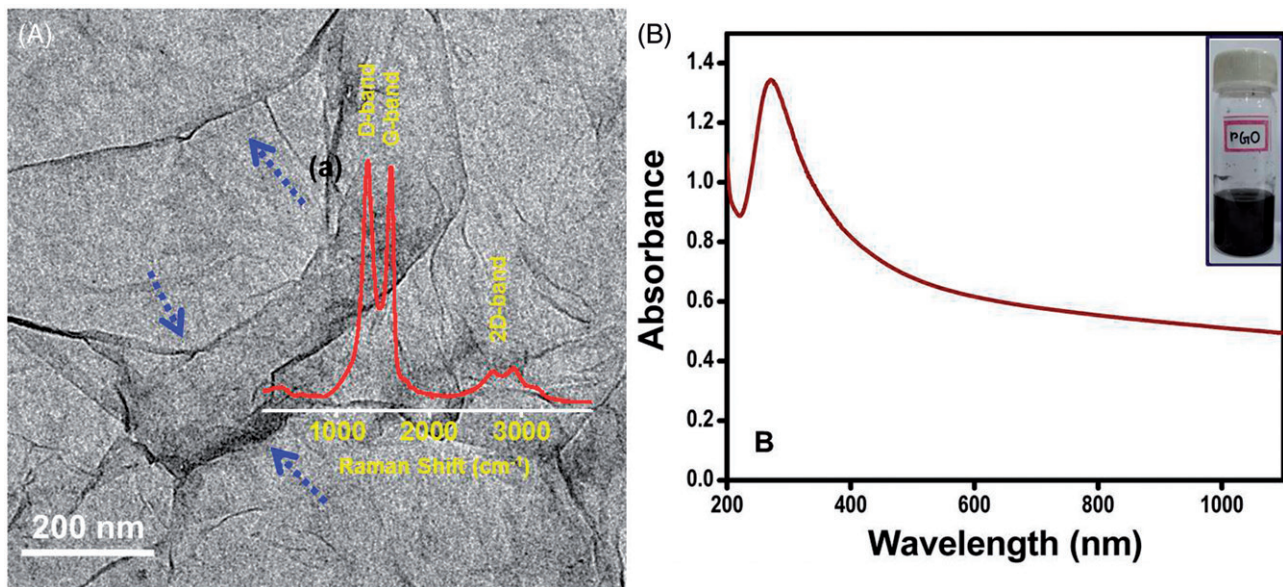 (A)
D-band
G-band
(a)
2D-band
1000 2000 3000
Raman Shift (cm⁻¹)
200 nm
(B)
Absorbance
1.4
1.2
1.0
0.8
0.6
0.4
0.2
0.0
rGO
B
200 400 600 800 1000
Wavelength (nm)